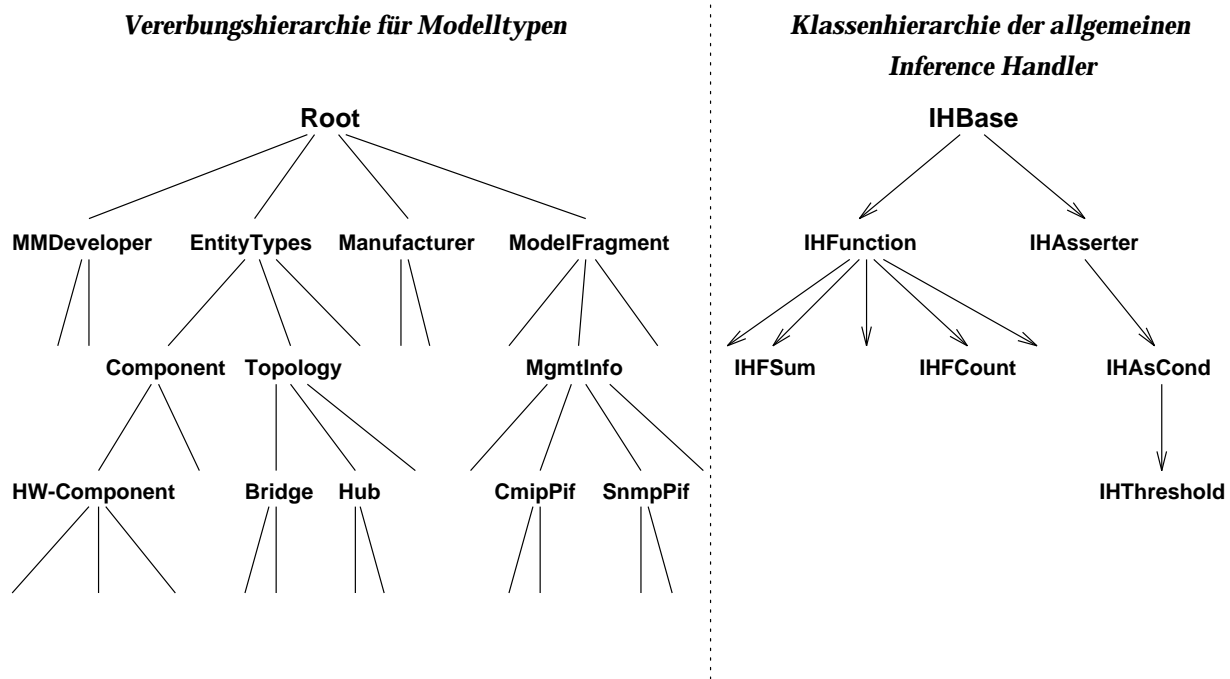 Vererbungshierarchie für Modelltypen
Root
MMDeveloper EntityTypes Manufacturer ModelFragment
Component Topology MgmtInfo
HW-Component Bridge Hub CmipPif SnmpPif
Klassenhierarchie der allgemeinen
Inference Handler
IHBase
IHFunction IHAsserter
IHFSum IHFCount IHAsCond
IHThreshold